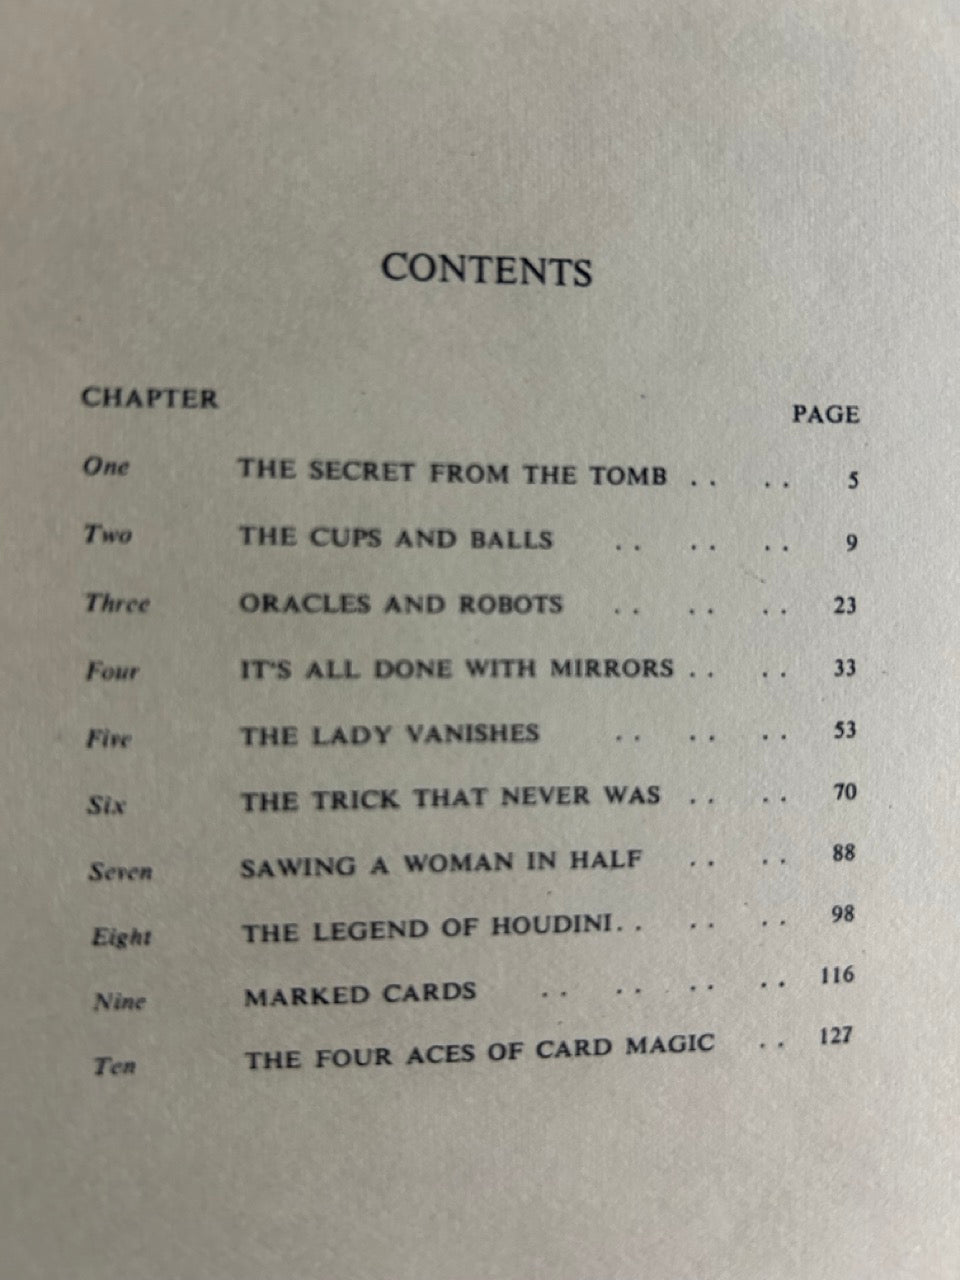 CONTENTS
CHAPTER PAGE
One THE SECRET FROM THE TOMB .. .. 5
Two THE CUPS AND BALLS .. .. .. 9
Three ORACLES AND ROBOTS .. .. .. 23
Four IT'S ALL DONE WITH MIRRORS .. .. 33
Five THE LADY VANISHES .. .. .. 53
Six THE TRICK THAT NEVER WAS .. .. 70
Seven SAWING A WOMAN IN HALF .. .. 88
Eight THE LEGEND OF HOUDINI .. .. .. 98
Nine MARKED CARDS .. .. .. .. 116
Ten THE FOUR ACES OF CARD MAGIC .. 127